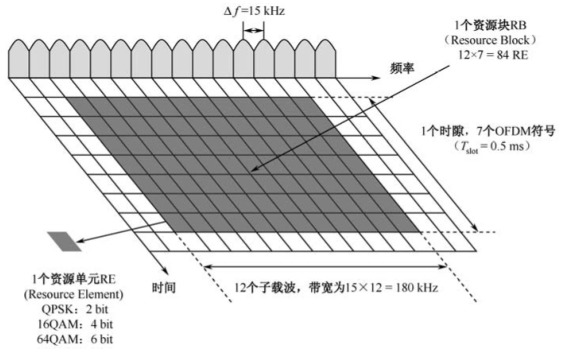 Δf=15 kHz
1个资源块RB
(Resource Block)
12×7 = 84 RE
频率
1个时隙，7个OFDM符号
(Tslot = 0.5 ms)
1个资源单元RE
(Resource Element)
QPSK：2 bit
16QAM：4 bit
64QAM：6 bit
时间
12个子载波，带宽为15×12 = 180 kHz